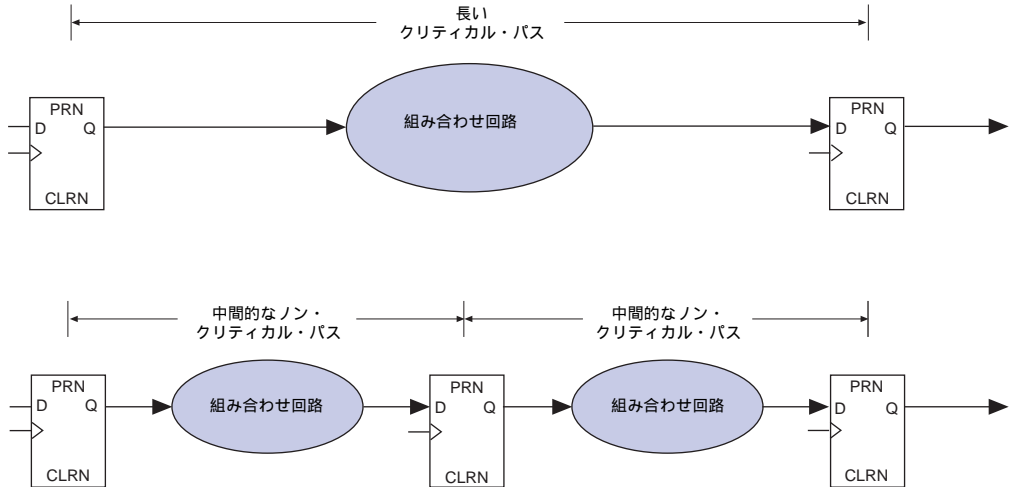 長い
クリティカル・パス
PRN
D Q
CLRN
組み合わせ回路
PRN
D Q
CLRN
中間的なノン・
クリティカル・パス
中間的なノン・
クリティカル・パス
PRN
D Q
CLRN
組み合わせ回路
PRN
D Q
CLRN
組み合わせ回路
PRN
D Q
CLRN